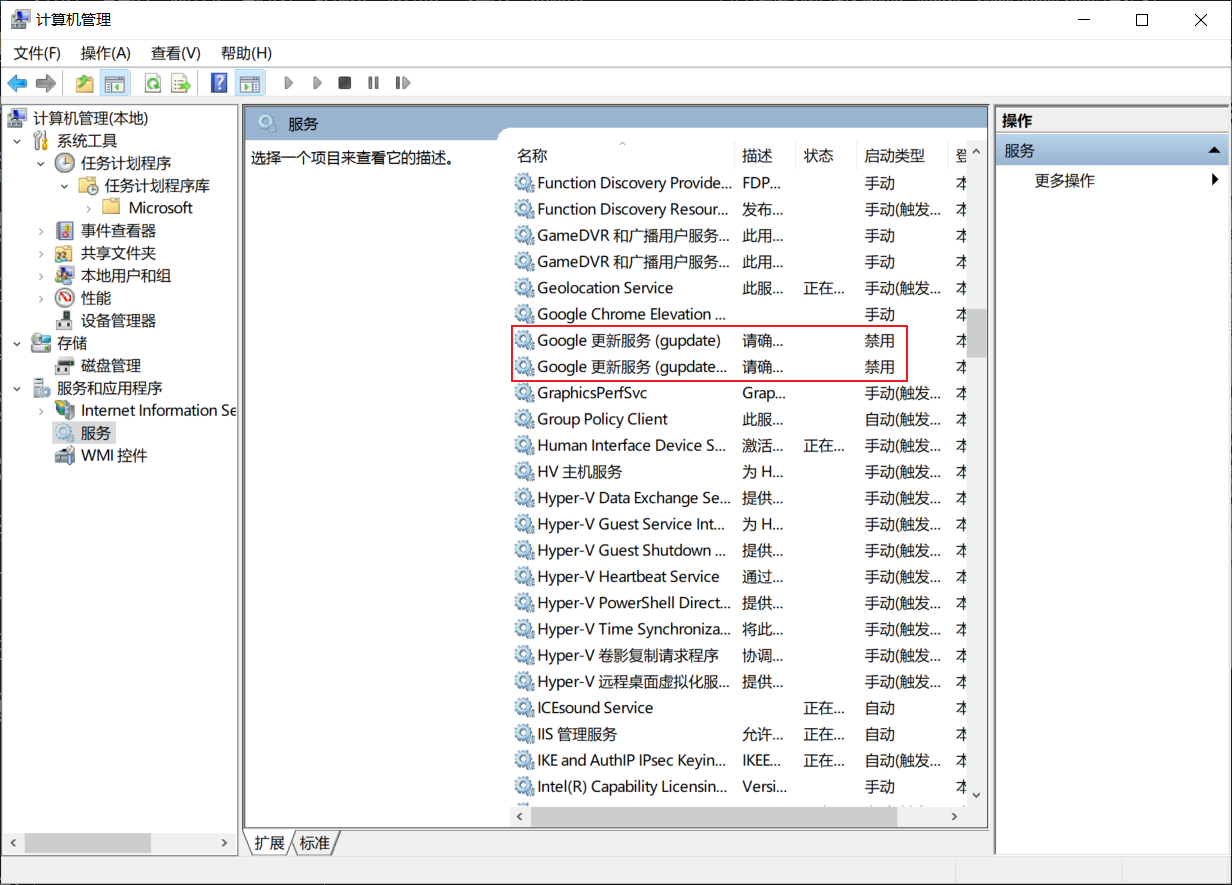 计算机管理
文件(F) 操作(A) 查看(V) 帮助(H)
计算机管理(本地)
系统工具
任务计划程序
任务计划程序库
Microsoft
事件查看器
共享文件夹
本地用户和组
性能
设备管理器
存储
磁盘管理
服务和应用程序
Internet Information Se
服务
WMI 控件
服务
选择一个项目来查看它的描述。
名称 描述 状态 启动类型 登
Function Discovery Provide... FDP... 手动 本
Function Discovery Resour... 发布... 手动(触发... 本
GameDVR 和广播用户服务... 此用... 手动 本
GameDVR 和广播用户服务... 此用... 手动 本
Geolocation Service 此服... 正在... 手动(触发... 本
Google Chrome Elevation ... 手动 本
Google 更新服务 (gupdate) 请确... 禁用 本
Google 更新服务 (gupdate... 请确... 禁用 本
GraphicsPerfSvc Grap... 手动(触发... 本
Group Policy Client 此服... 自动(触发... 本
Human Interface Device S... 激活... 正在... 手动(触发... 本
HV 主机服务 为 H... 手动(触发... 本
Hyper-V Data Exchange Se... 提供... 手动(触发... 本
Hyper-V Guest Service Int... 为 H... 手动(触发... 本
Hyper-V Guest Shutdown ... 提供... 手动(触发... 本
Hyper-V Heartbeat Service 通过... 手动(触发... 本
Hyper-V PowerShell Direct... 提供... 手动(触发... 本
Hyper-V Time Synchroniza... 将此... 手动(触发... 本
Hyper-V 卷影复制请求程序 协调... 手动(触发... 本
Hyper-V 远程桌面虚拟化服... 提供... 手动(触发... 本
ICEsound Service 正在... 自动 本
IIS 管理服务 允许... 正在... 自动 本
IKE and AuthIP IPsec Keyin... IKEE... 正在... 自动(触发... 本
Intel(R) Capability Licensin... Versi... 手动 本
扩展 标准
操作
服务
更多操作